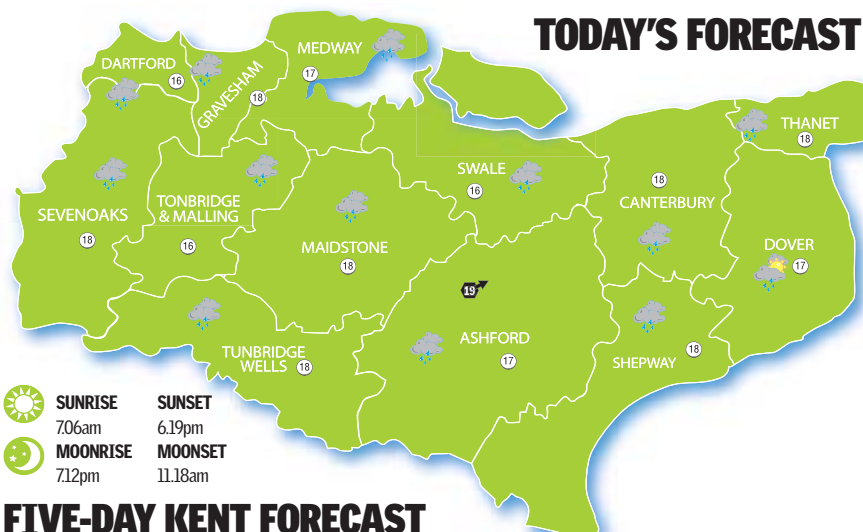 TODAY'S FORECAST
MEDWAY
17
DARTFORD
16
GRAVESHAM
18
THANET
18
SWALE
16
CANTERBURY
18
SEVENOAKS
18
TONBRIDGE
& MALLING
16
MAIDSTONE
18
DOVER
17
19
ASHFORD
17
TUNBRIDGE
WELLS 18
SHEPWAY
18
SUNRISE SUNSET
7.06am 6.19pm
MOONRISE MOONSET
7.12pm 11.18am
FIVE-DAY KENT FORECAST